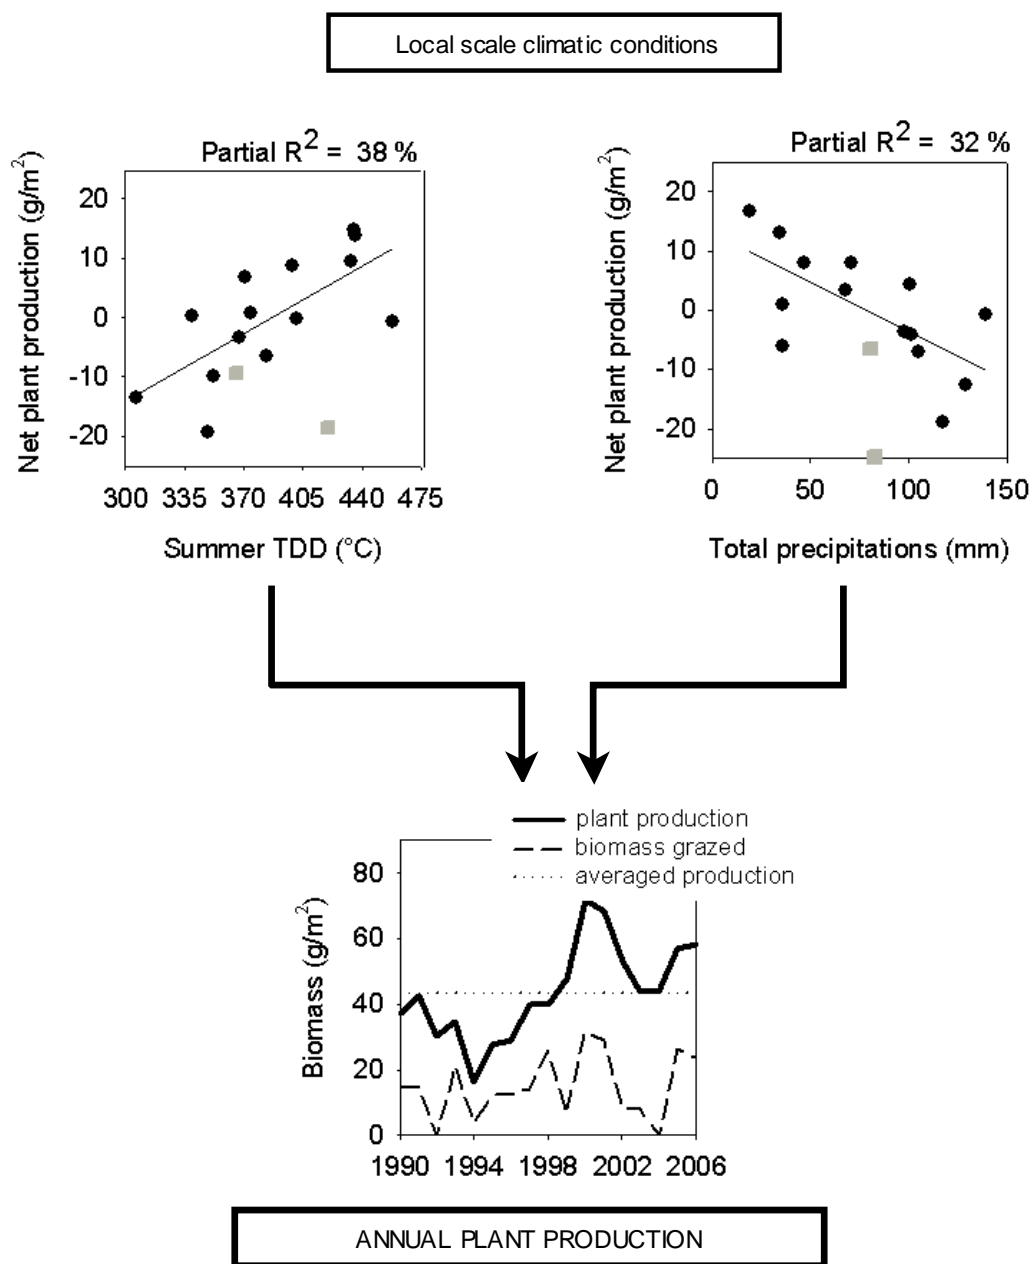 Local scale climatic conditions
Partial R² = 38 %
Net plant production (g/m²)
20
10
0
-10
-20
300 335 370 405 440 475
Summer TDD (°C)
Partial R² = 32 %
Net plant production (g/m²)
20
10
0
-10
-20
0 50 100 150
Total precipitations (mm)
plant production
biomass grazed
averaged production
Biomass (g/m²)
80
60
40
20
0
1990 1994 1998 2002 2006
ANNUAL PLANT PRODUCTION